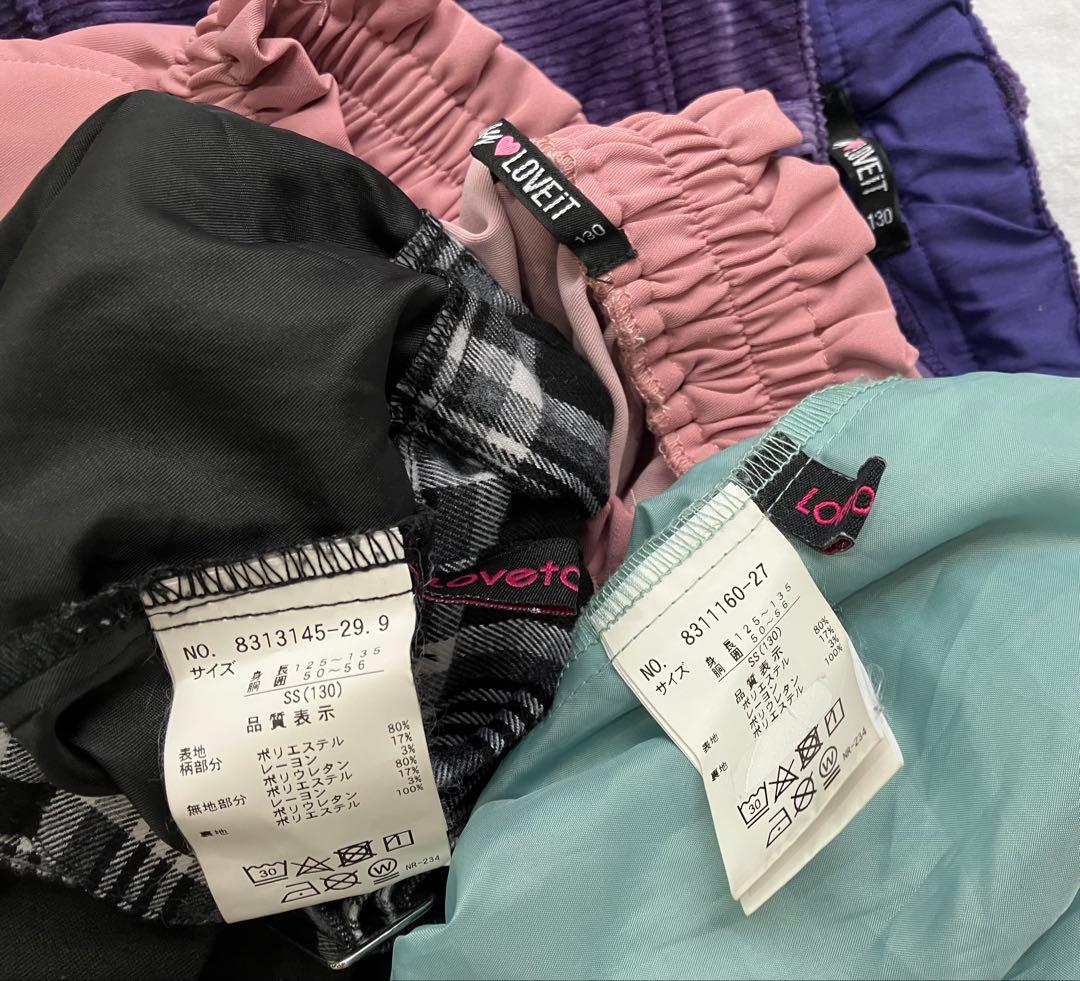 LOVEiT
130
LOVEiT
130
Lovet
LO
NO. 8313145-29.9
サイズ
身長 125～135
胸囲 50～56
SS(130)
品質表示
表地
柄部分
ポリエステル 80%
レーヨン 17%
ポリウレタン 3%
無地部分
ポリエステル 80%
レーヨン 17%
ポリウレタン 3%
裏地
ポリエステル 100%
30
W
NR-234
NO. 8311160-27
サイズ
身長 125～135
胸囲 50～56
SS(130)
品質表示
表地
ポリエステル 80%
レーヨン 17%
ポリウレタン 3%
裏地
ポリエステル 100%
30
W
NR-234